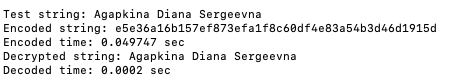 Test string: Agapkina Diana Sergeevna
Encoded string: e5e36a16b157ef873efa1f8c60df4e83a54b3d46d1915d
Encoded time: 0.049747 sec
Decrypted string: Agapkina Diana Sergeevna
Decoded time: 0.0002 sec